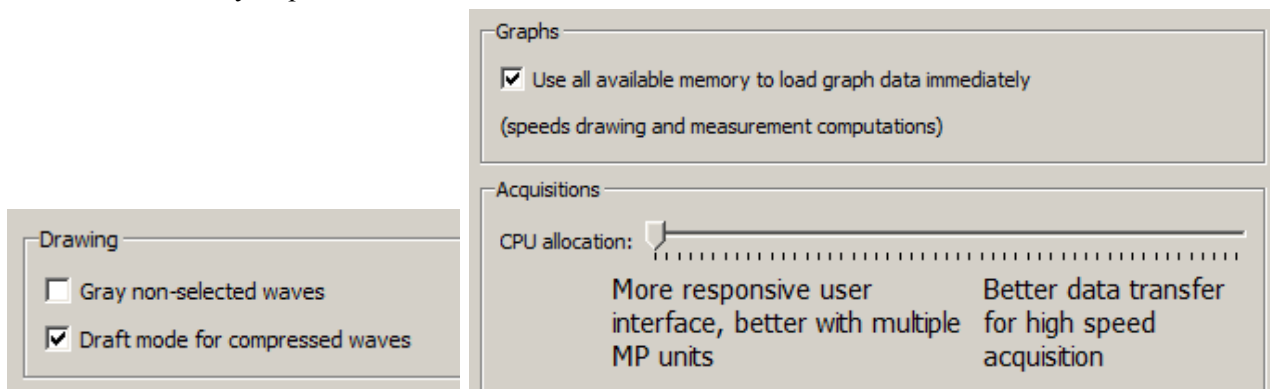 Graphs
Use all available memory to load graph data immediately
(speeds drawing and measurement computations)
Acquisitions
CPU allocation:
More responsive user
interface, better with multiple
MP units
Better data transfer
for high speed
acquisition
Drawing
Gray non-selected waves
Draft mode for compressed waves